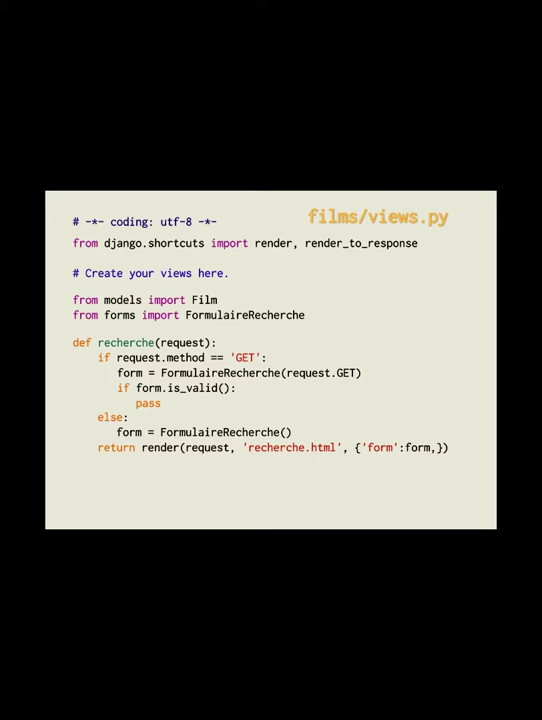 films/views.py
# -*- coding: utf-8 -*-
from django.shortcuts import render, render_to_response
# Create your views here.
from models import Film
from forms import FormulaireRecherche
def recherche(request):
    if request.method == 'GET':
        form = FormulaireRecherche(request.GET)
        if form.is_valid():
            pass
    else:
        form = FormulaireRecherche()
    return render(request, 'recherche.html', {'form':form,})